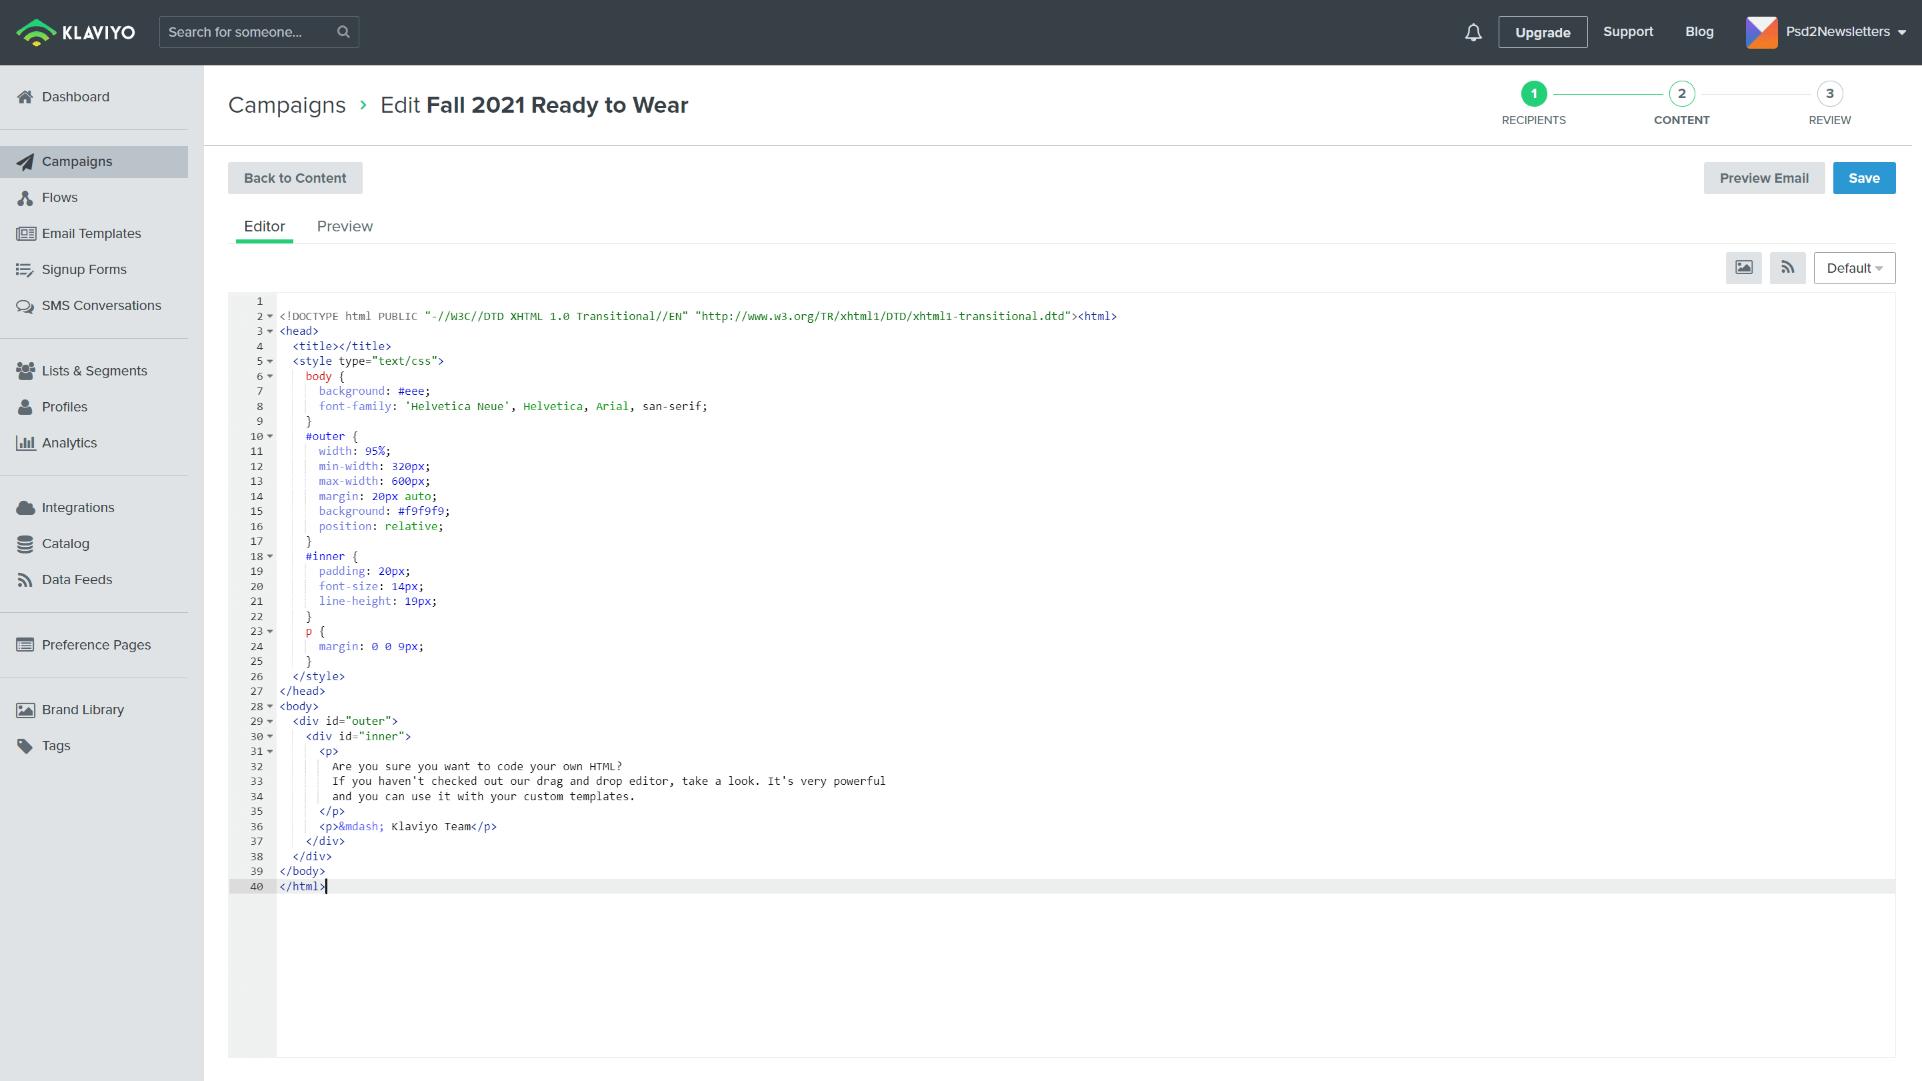 KLAVIYO
Search for someone...
Upgrade
Support
Blog
Psd2Newsletters
Dashboard
Campaigns
Flows
Email Templates
Signup Forms
SMS Conversations
Lists & Segments
Profiles
Analytics
Integrations
Catalog
Data Feeds
Preference Pages
Brand Library
Tags
Campaigns › Edit Fall 2021 Ready to Wear
1 RECIPIENTS
2 CONTENT
3 REVIEW
Back to Content
Preview Email
Save
Editor
Preview
Default
1
2 <!DOCTYPE html PUBLIC "-//W3C//DTD XHTML 1.0 Transitional//EN" "http://www.w3.org/TR/xhtml1/DTD/xhtml1-transitional.dtd"><html>
3 <head>
4 <title></title>
5 <style type="text/css">
6 body {
7 background: #eee;
8 font-family: 'Helvetica Neue', Helvetica, Arial, san-serif;
9 }
10 #outer {
11 width: 95%;
12 min-width: 320px;
13 max-width: 600px;
14 margin: 20px auto;
15 background: #f9f9f9;
16 position: relative;
17 }
18 #inner {
19 padding: 20px;
20 font-size: 14px;
21 line-height: 19px;
22 }
23 p {
24 margin: 0 0 9px;
25 }
26 </style>
27 </head>
28 <body>
29 <div id="outer">
30 <div id="inner">
31 <p>
32 Are you sure you want to code your own HTML?
33 If you haven't checked out our drag and drop editor, take a look. It's very powerful
34 and you can use it with your custom templates.
35 </p>
36 <p>&mdash; Klaviyo Team</p>
37 </div>
38 </div>
39 </body>
40 </html>